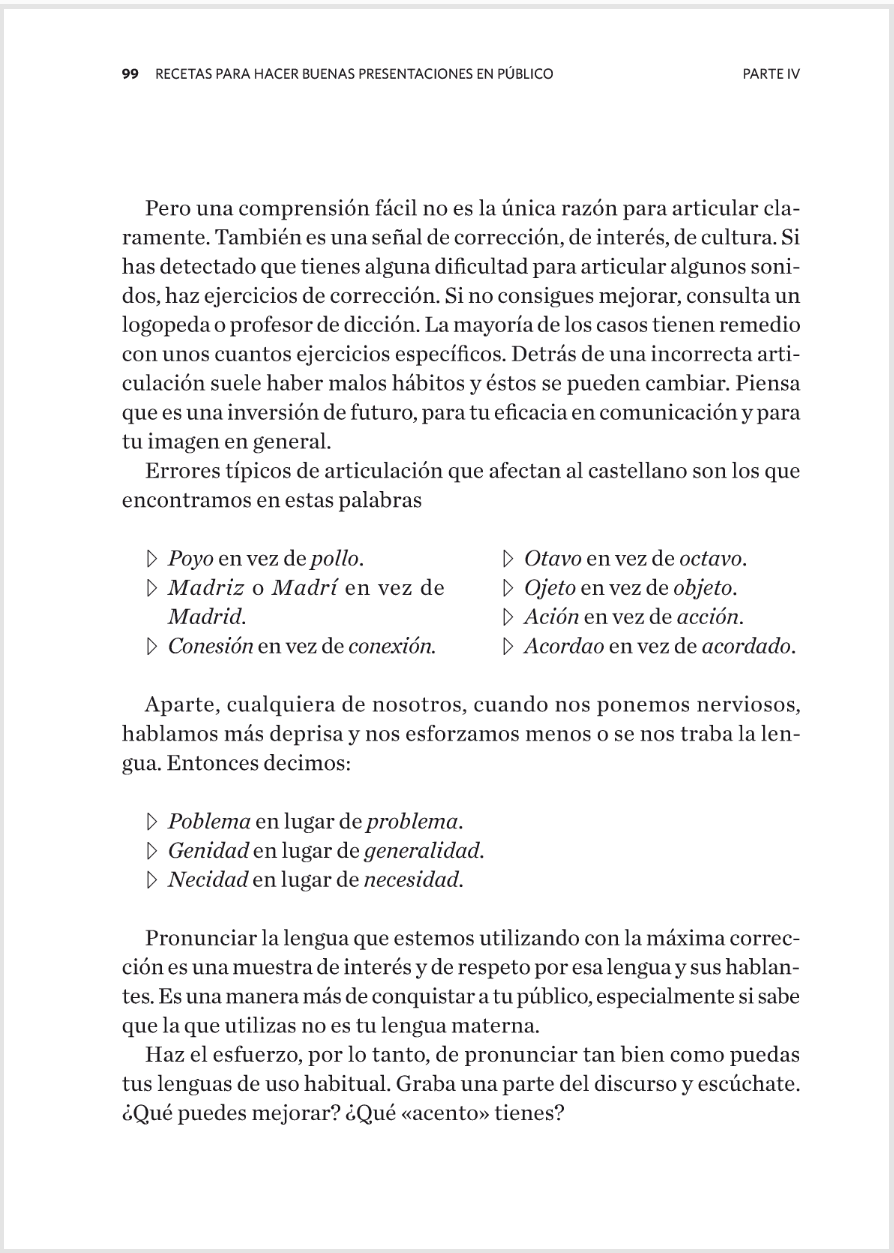 99 RECETAS PARA HACER BUENAS PRESENTACIONES EN PÚBLICO PARTE IV
Pero una comprensión fácil no es la única razón para articular cla-
ramente. También es una señal de corrección, de interés, de cultura. Si
has detectado que tienes alguna dificultad para articular algunos soni-
dos, haz ejercicios de corrección. Si no consigues mejorar, consulta un
logopeda o profesor de dicción. La mayoría de los casos tienen remedio
con unos cuantos ejercicios específicos. Detrás de una incorrecta arti-
culación suele haber malos hábitos y éstos se pueden cambiar. Piensa
que es una inversión de futuro, para tu eficacia en comunicación y para
tu imagen en general.
Errores típicos de articulación que afectan al castellano son los que
encontramos en estas palabras
▷ Poyo en vez de pollo.
▷ Madriz o Madrí en vez de
Madrid.
▷ Conesión en vez de conexión.
▷ Otavo en vez de octavo.
▷ Ojeto en vez de objeto.
▷ Ación en vez de acción.
▷ Acordao en vez de acordado.
Aparte, cualquiera de nosotros, cuando nos ponemos nerviosos,
hablamos más deprisa y nos esforzamos menos o se nos traba la len-
gua. Entonces decimos:
▷ Poblema en lugar de problema.
▷ Genidad en lugar de generalidad.
▷ Necidad en lugar de necesidad.
Pronunciar la lengua que estemos utilizando con la máxima correc-
ción es una muestra de interés y de respeto por esa lengua y sus hablan-
tes. Es una manera más de conquistar a tu público, especialmente si sabe
que la que utilizas no es tu lengua materna.
Haz el esfuerzo, por lo tanto, de pronunciar tan bien como puedas
tus lenguas de uso habitual. Graba una parte del discurso y escúchate.
¿Qué puedes mejorar? ¿Qué «acento» tienes?